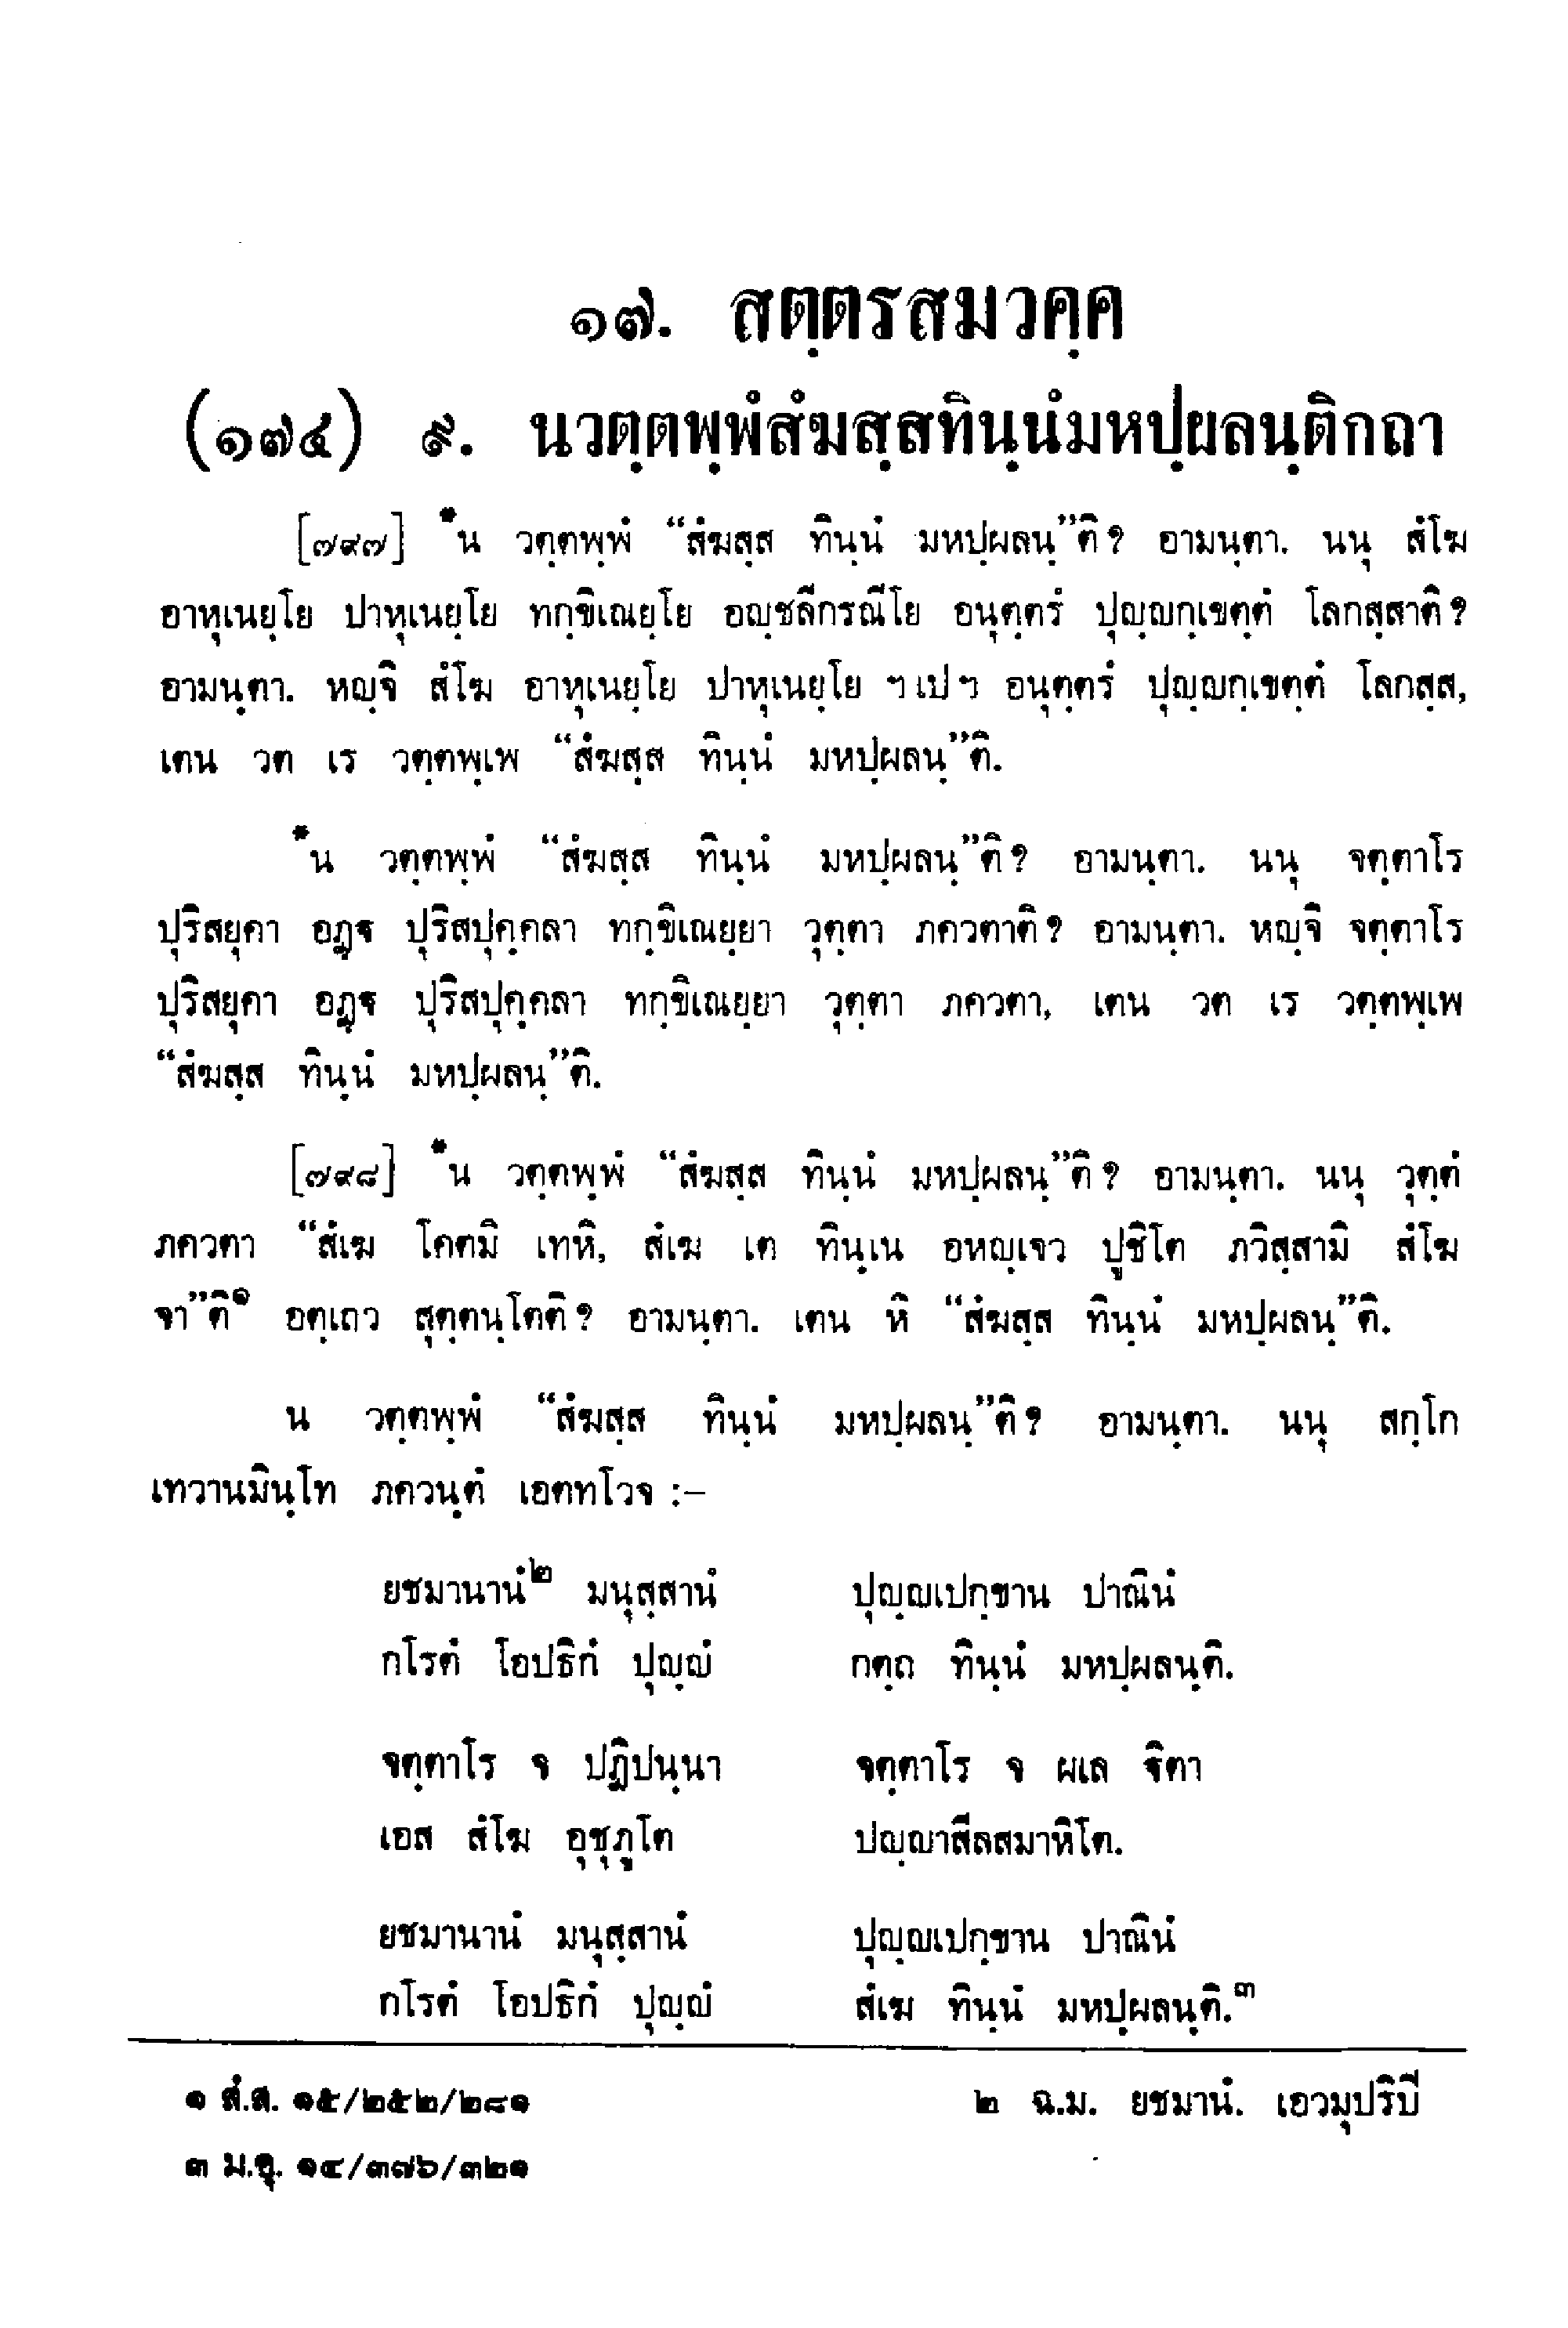 ๑๗. สตฺตรสมวคฺค
(๑๗๔) ๙. นวตฺตพฺพํสํฆสฺสทินฺนํมหปฺผลนฺติกถา
[๗๙๗] *น วตฺตพฺพํ “สํฆสฺส ทินฺนํ มหปฺผลนฺ”ติ? อามนฺตา. นนุ สํโฆ
อาหุเนยฺโย ปาหุเนยฺโย ทกฺขิเณยฺโย อญฺชลีกรณีโย อนุตฺตรํ ปุญฺญกฺเขตฺตํ โลกสฺสาติ?
อามนฺตา. หญฺจิ สํโฆ อาหุเนยฺโย ปาหุเนยฺโย ฯเปฯ อนุตฺตรํ ปุญฺญกฺเขตฺตํ โลกสฺส,
เตน วต เร วตฺตพฺเพ “สํฆสฺส ทินฺนํ มหปฺผลนฺ”ติ.
*น วตฺตพฺพํ “สํฆสฺส ทินฺนํ มหปฺผลนฺ”ติ? อามนฺตา. นนุ จตฺตาโร
ปุริสยุคา อฏฺฐ ปุริสปุคฺคลา ทกฺขิเณยฺยา วุตฺตา ภควตาติ? อามนฺตา. หญฺจิ จตฺตาโร
ปุริสยุคา อฏฺฐ ปุริสปุคฺคลา ทกฺขิเณยฺยา วุตฺตา ภควตา, เตน วต เร วตฺตพฺเพ
“สํฆสฺส ทินฺนํ มหปฺผลนฺ”ติ.
[๗๙๘] *น วตฺตพฺพํ “สํฆสฺส ทินฺนํ มหปฺผลนฺ”ติ? อามนฺตา. นนุ วุตฺตํ
ภควตา “สํเฆ โคตมิ เทหิ, สํเฆ เต ทินฺเน อหญฺเจว ปูชิโต ภวิสฺสามิ สํโฆ
จา”ติ๑ อตฺเถว สุตฺตนฺโตติ? อามนฺตา. เตน หิ “สํฆสฺส ทินฺนํ มหปฺผลนฺ”ติ.
น วตฺตพฺพํ “สํฆสฺส ทินฺนํ มหปฺผลนฺ”ติ? อามนฺตา. นนุ สกฺโก
เทวานมินฺโท ภควนฺตํ เอตทโวจ :–
ยชมานานํ๒ มนุสฺสานํ ปุญฺญเปกฺขาน ปาณินํ
กโรตํ โอปธิกํ ปุญฺญํ กตฺถ ทินฺนํ มหปฺผลนฺติ.
จตฺตาโร จ ปฏิปนฺนา จตฺตาโร จ ผเล ฐิตา
เอส สํโฆ อุชุภูโต ปญฺญาสีลสมาหิโต.
ยชมานานํ มนุสฺสานํ ปุญฺญเปกฺขาน ปาณินํ
กโรตํ โอปธิกํ ปุญฺญํ สํเฆ ทินฺนํ มหปฺผลนฺติ.๓
๑ สํ.ส. ๑๕/๒๕๒/๒๘๑ ๒ ฉ.ม. ยชมานํ. เอวมุปริปิ
๓ ม.อุ. ๑๔/๓๗๖/๓๒๑